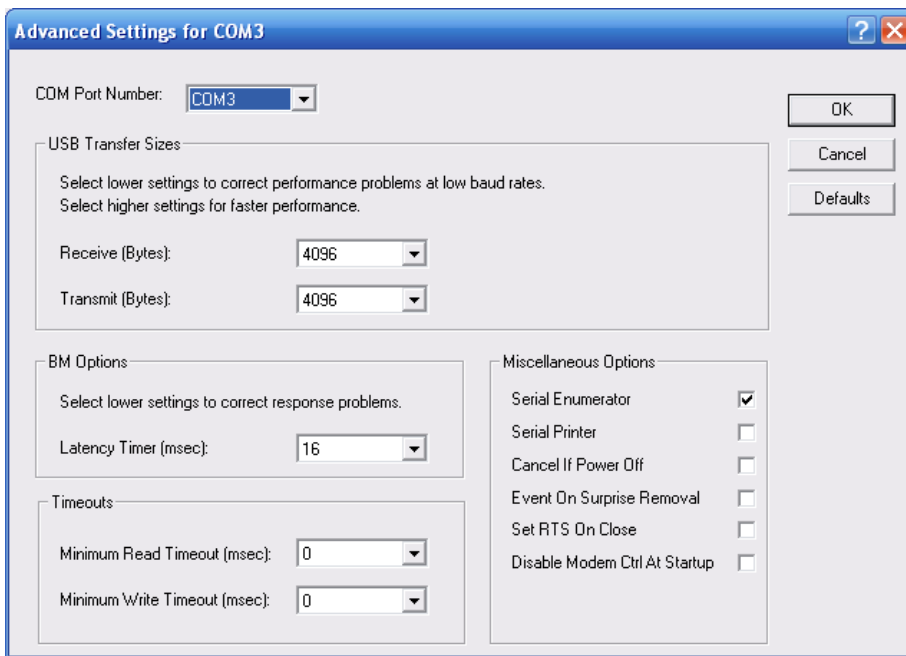 Advanced Settings for COM3
COM Port Number: COM3
OK
Cancel
Defaults
USB Transfer Sizes
Select lower settings to correct performance problems at low baud rates.
Select higher settings for faster performance.
Receive (Bytes): 4096
Transmit (Bytes): 4096
BM Options
Select lower settings to correct response problems.
Latency Timer (msec): 16
Timeouts
Minimum Read Timeout (msec): 0
Minimum Write Timeout (msec): 0
Miscellaneous Options
Serial Enumerator
Serial Printer
Cancel If Power Off
Event On Surprise Removal
Set RTS On Close
Disable Modem Ctrl At Startup